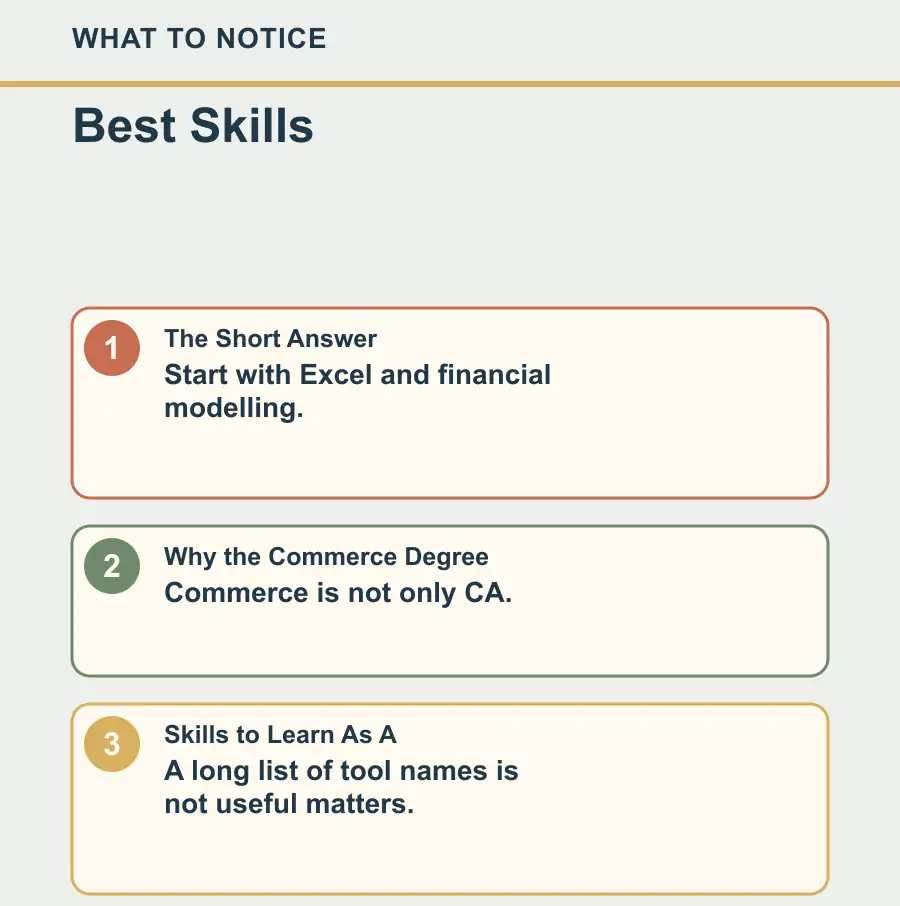 WHAT TO NOTICE
Best Skills
1
The Short Answer
Start with Excel and financial
modelling.
2
Why the Commerce Degree
Commerce is not only CA.
3
Skills to Learn As A
A long list of tool names is
not useful matters.